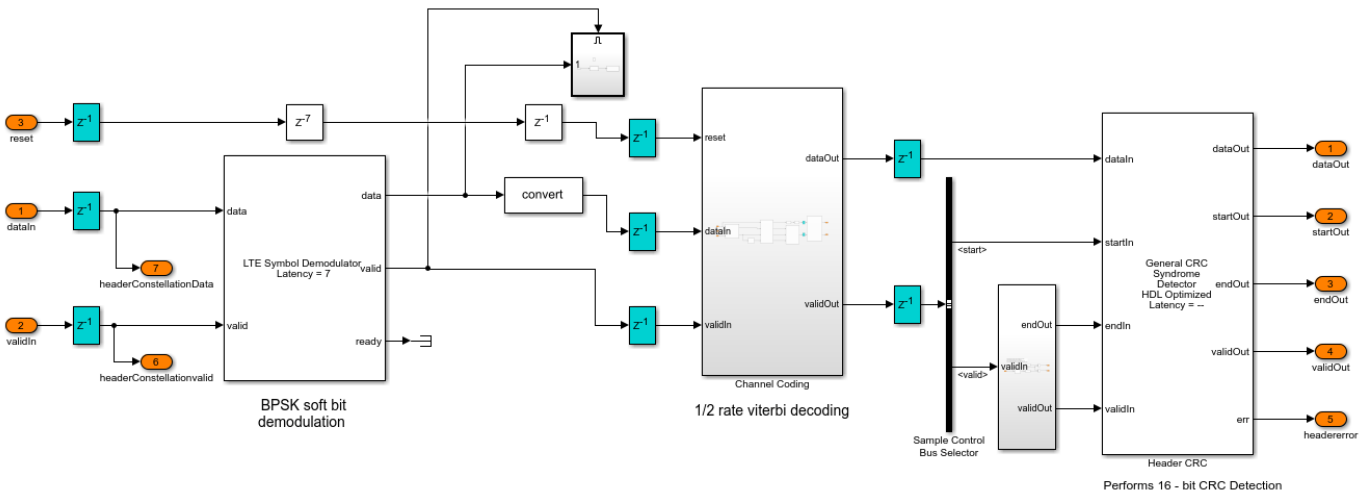 1
3
reset
z-1
z-7
z-1
z-1
reset
dataOut
z-1
dataIn
dataOut
1
dataOut
1
dataIn
z-1
data
data
convert
z-1
dataIn
7
headerConstellationData
LTE Symbol Demodulator
Latency = 7
valid
<start>
startIn
startOut
2
startOut
General CRC
Syndrome
Detector
HDL Optimized
Latency = --
2
validIn
z-1
valid
z-1
validIn
validOut
z-1
endOut
endIn
endOut
3
endOut
6
headerConstellationvalid
ready
<valid>
validIn
validOut
4
validOut
Channel Coding
validOut
validIn
err
5
headererror
BPSK soft bit
demodulation
1/2 rate viterbi decoding
Sample Control
Bus Selector
Header CRC
Performs 16 - bit CRC Detection